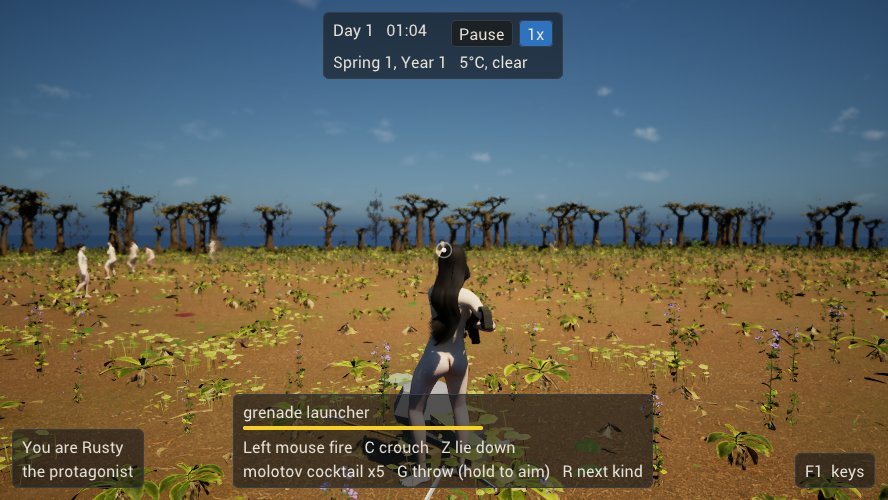 Day 1 01:04 Pause 1x
Spring 1, Year 1 5°C, clear
grenade launcher
Left mouse fire C crouch Z lie down
molotov cocktail x5 G throw (hold to aim) R next kind
You are Rusty
the protagonist
F1 keys